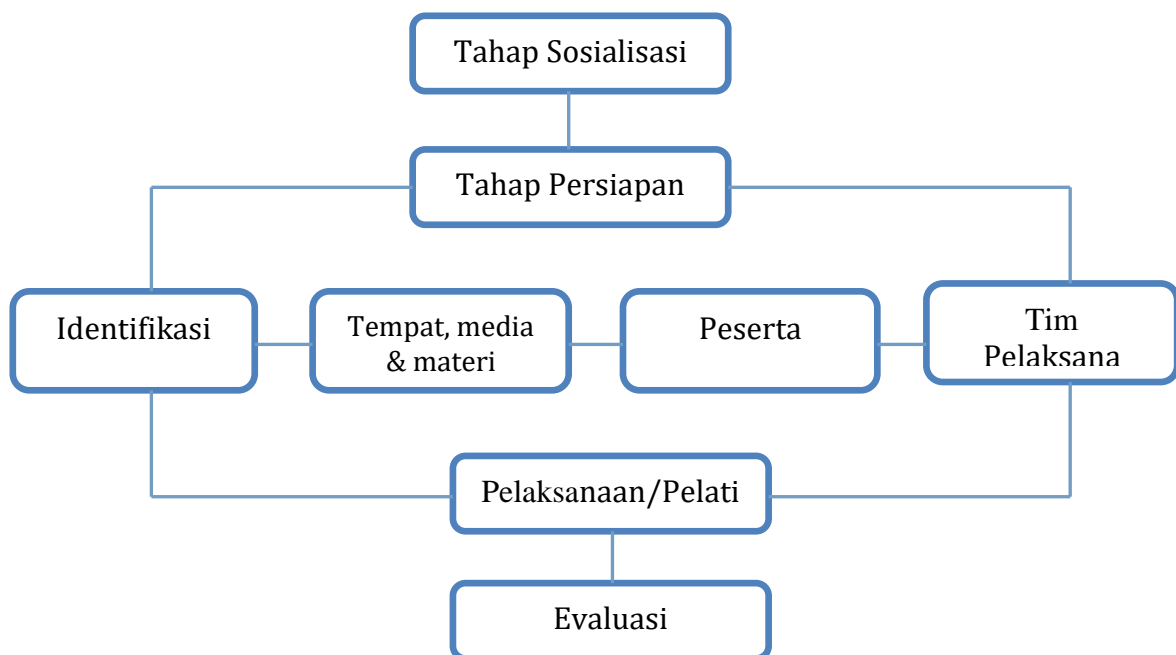 Tahap Sosialisasi
Tahap Persiapan
Identifikasi
Tempat, media
& materi
Peserta
Tim
Pelaksana
Pelaksanaan/Pelati
Evaluasi